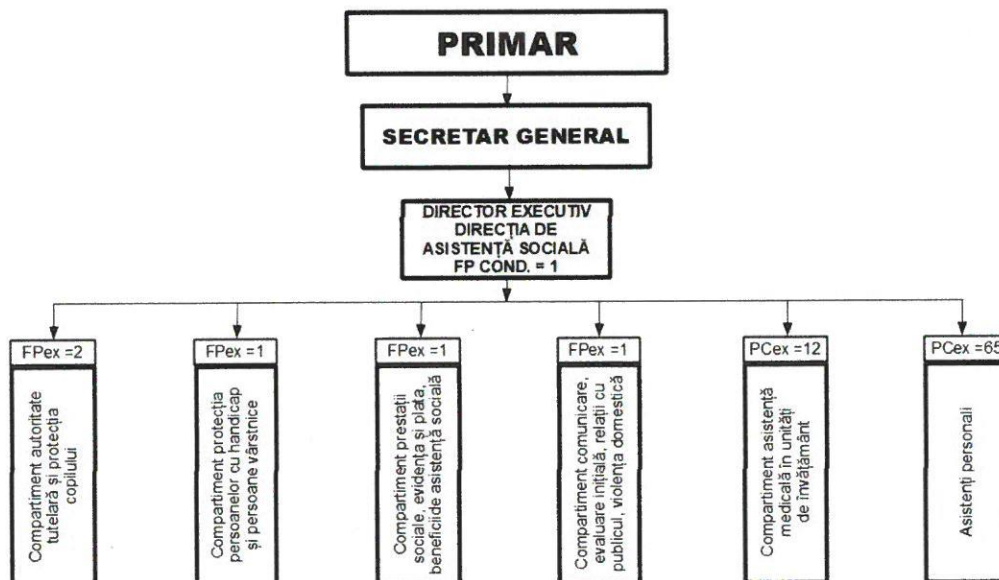 PRIMAR
SECRETAR GENERAL
DIRECTOR EXECUTIV
DIRECȚIA DE
ASISTENȚĂ SOCIALĂ
FP COND. = 1
FPex =2
Compartiment autoritate
tutelară și protecția
copilului
FPex =1
Compartiment protecția
persoanelor cu handicap
și persoane vârstnice
FPex =1
Compartiment prestații
sociale, evidența și plata,
beneficiide asistență socială
FPex =1
Compartiment comunicare,
evaluare inițială, relații cu
publicul, violența domestică
PCex =12
Compartiment asistență
medicală în unități
de învățământ
PCex =65
Asistenți personali